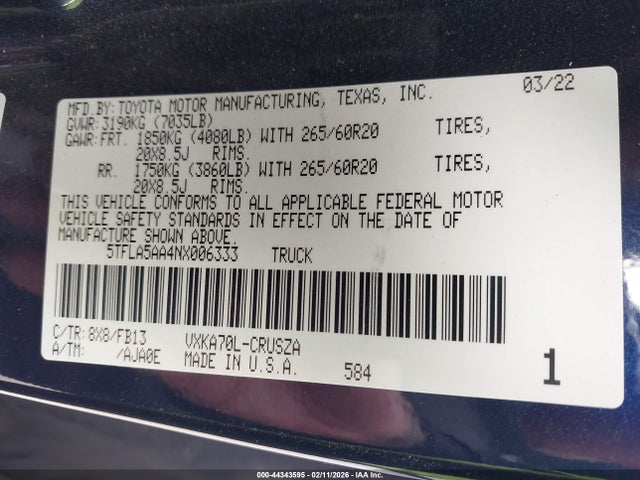 MFD BY: TOYOTA MOTOR MANUFACTURING, TEXAS, INC. 03/22
GVWR: 3190KG (7035LB)
GAWR: FRT. 1850KG (4080LB) WITH 265/60R20 TIRES,
20X8.5J RIMS.
RR. 1750KG (3860LB) WITH 265/60R20 TIRES,
20X8.5J RIMS.
THIS VEHICLE CONFORMS TO ALL APPLICABLE FEDERAL MOTOR
VEHICLE SAFETY STANDARDS IN EFFECT ON THE DATE OF
MANUFACTURE SHOWN ABOVE.
5TFLA5AA4NX006333 TRUCK
C/TR: 8X8/FB13 VXKA70L-CRUSZA
A/TM: /AJA0E MADE IN U.S.A. 584 1
000-44343595 - 02/11/2026 - IAA Inc.